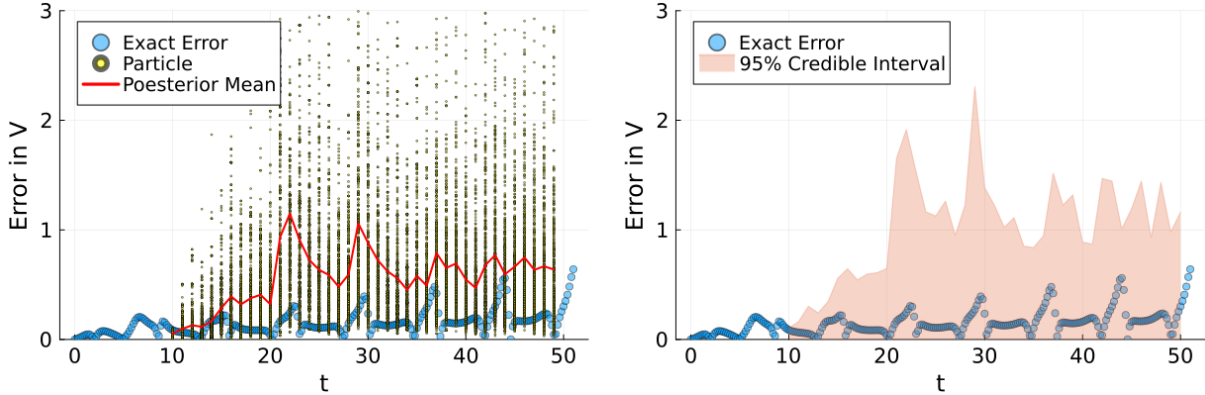 3
2
1
0
Error in V
Exact Error
Particle
Poesterior Mean
0 10 20 30 40 50
t
3
2
1
0
Error in V
Exact Error
95% Credible Interval
0 10 20 30 40 50
t